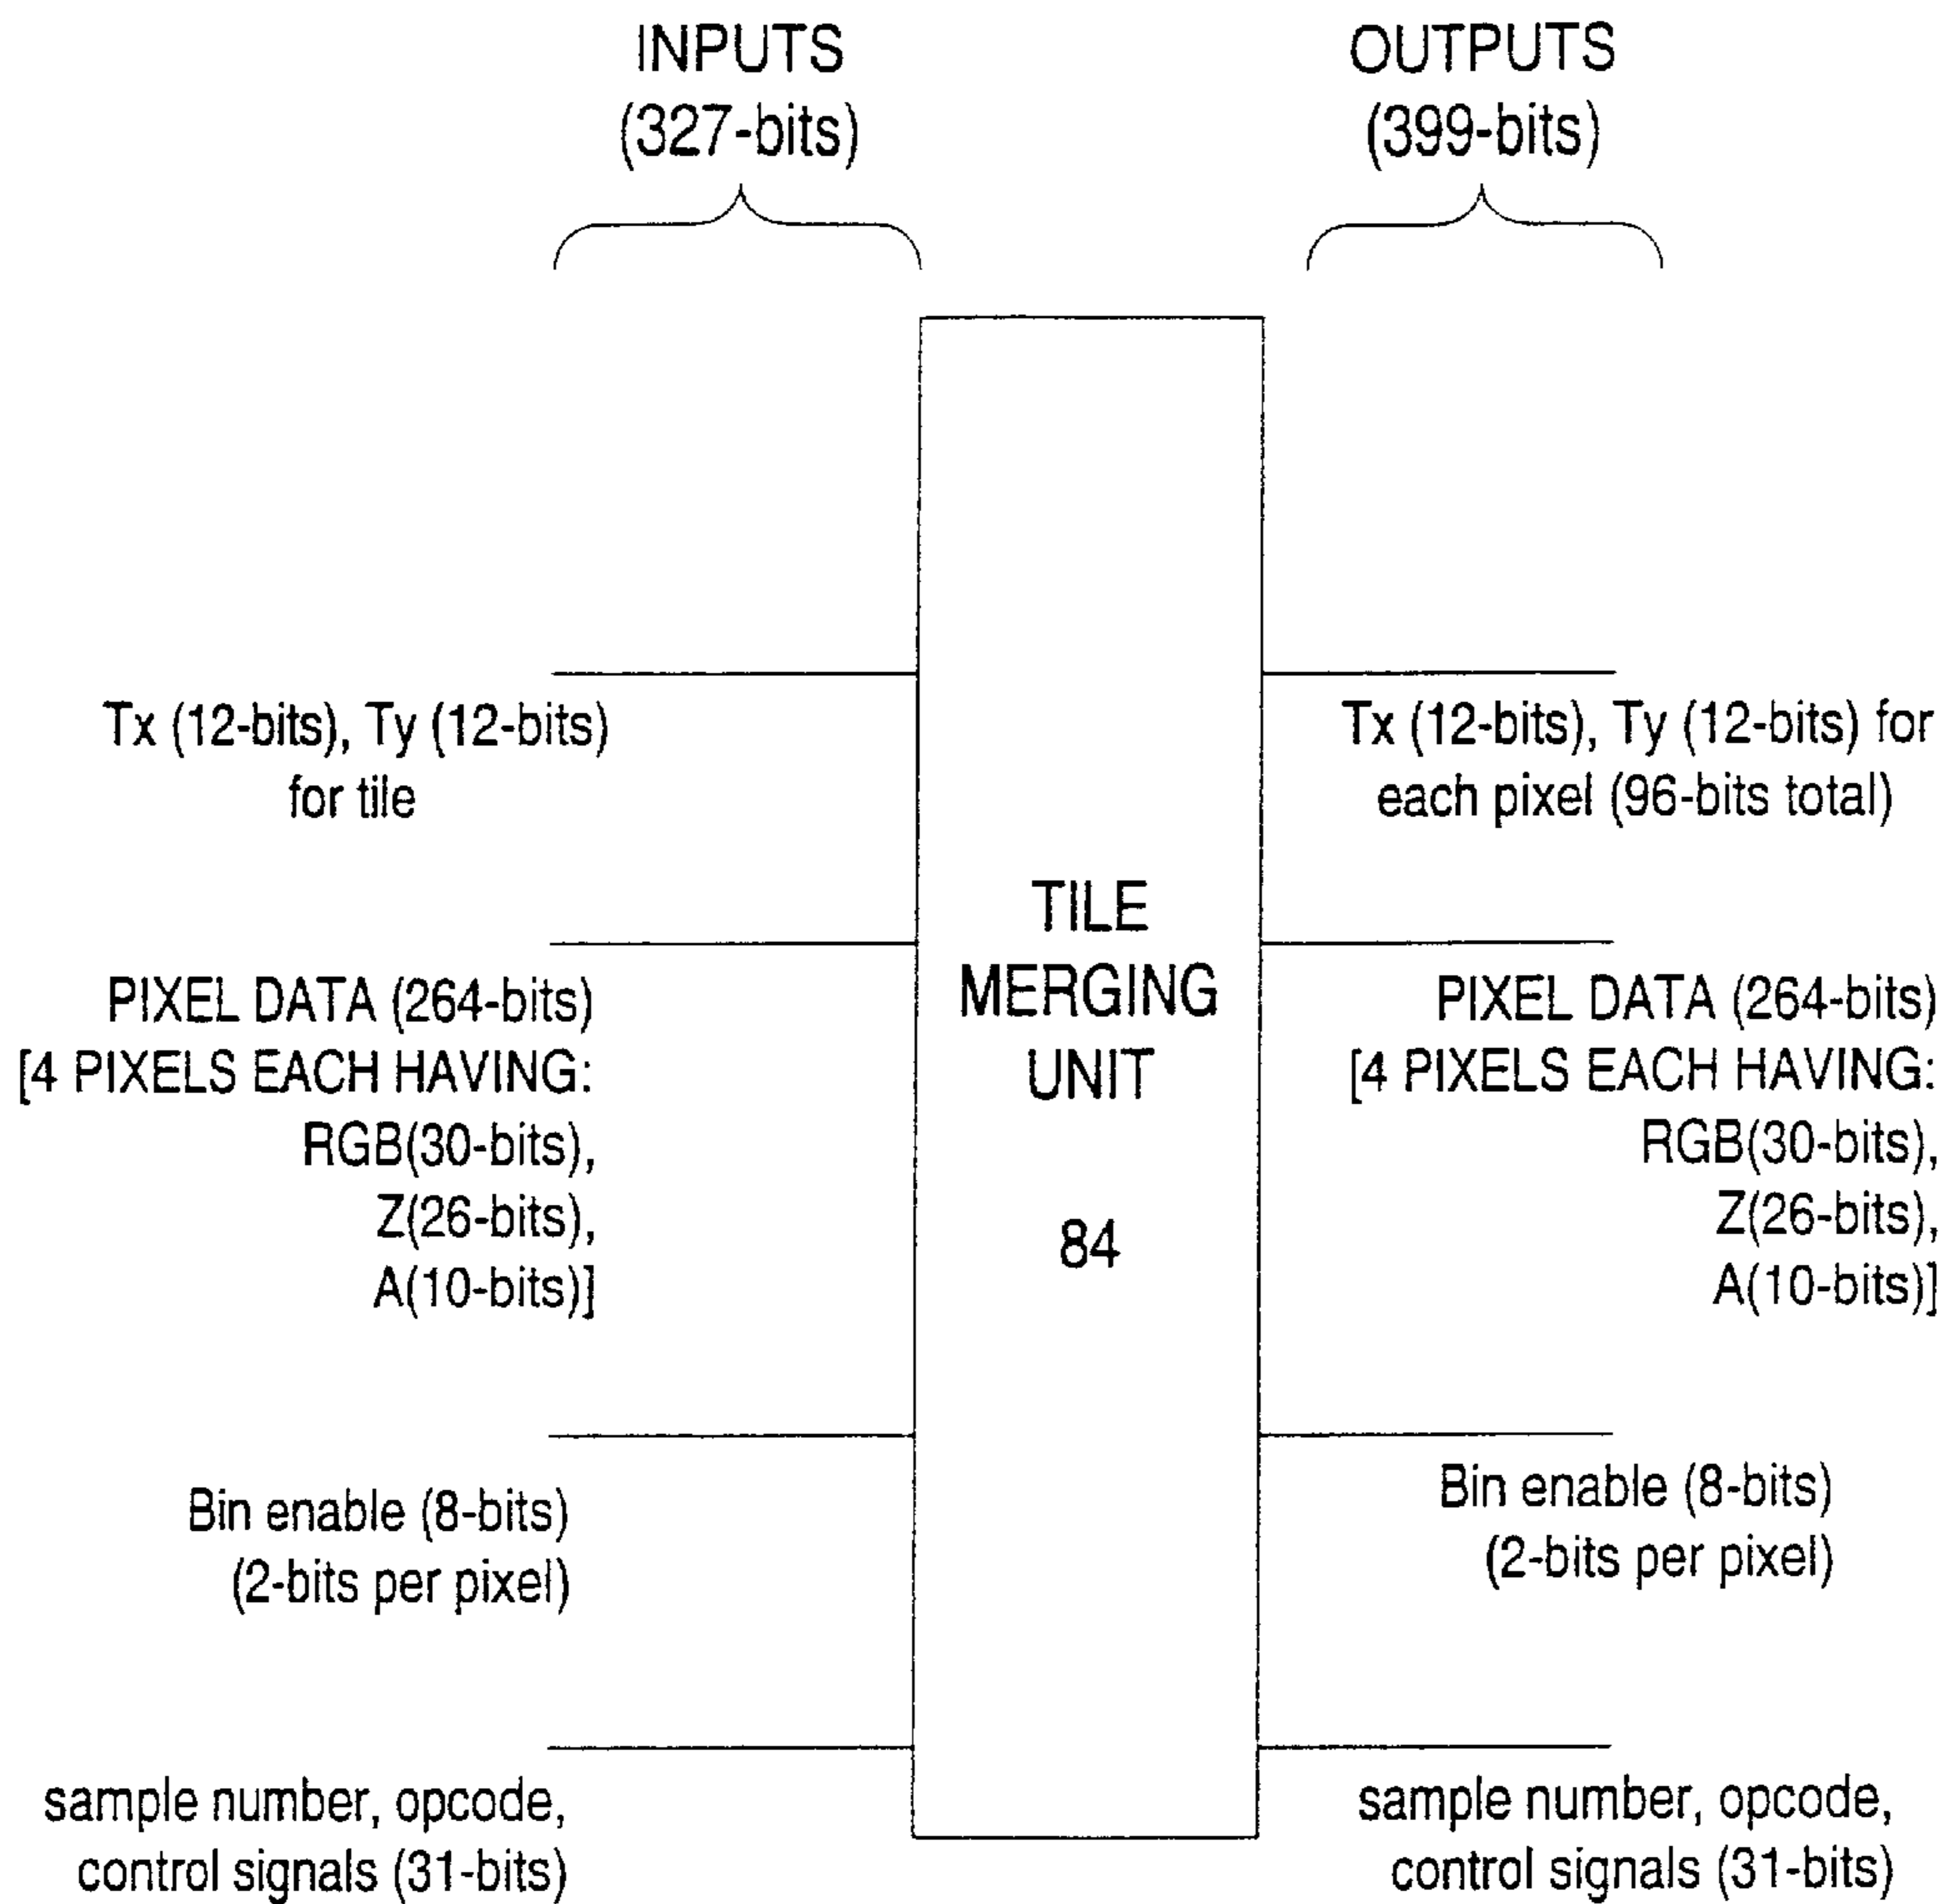 INPUTS
(327-bits)
OUTPUTS
(399-bits)
Tx (12-bits), Ty (12-bits)
for tile
PIXEL DATA (264-bits)
[4 PIXELS EACH HAVING:
RGB(30-bits),
Z(26-bits),
A(10-bits)]
Bin enable (8-bits)
(2-bits per pixel)
sample number, opcode,
control signals (31-bits)
TILE
MERGING
UNIT
84
Tx (12-bits), Ty (12-bits) for
each pixel (96-bits total)
PIXEL DATA (264-bits)
[4 PIXELS EACH HAVING:
RGB(30-bits),
Z(26-bits),
A(10-bits)]
Bin enable (8-bits)
(2-bits per pixel)
sample number, opcode,
control signals (31-bits)